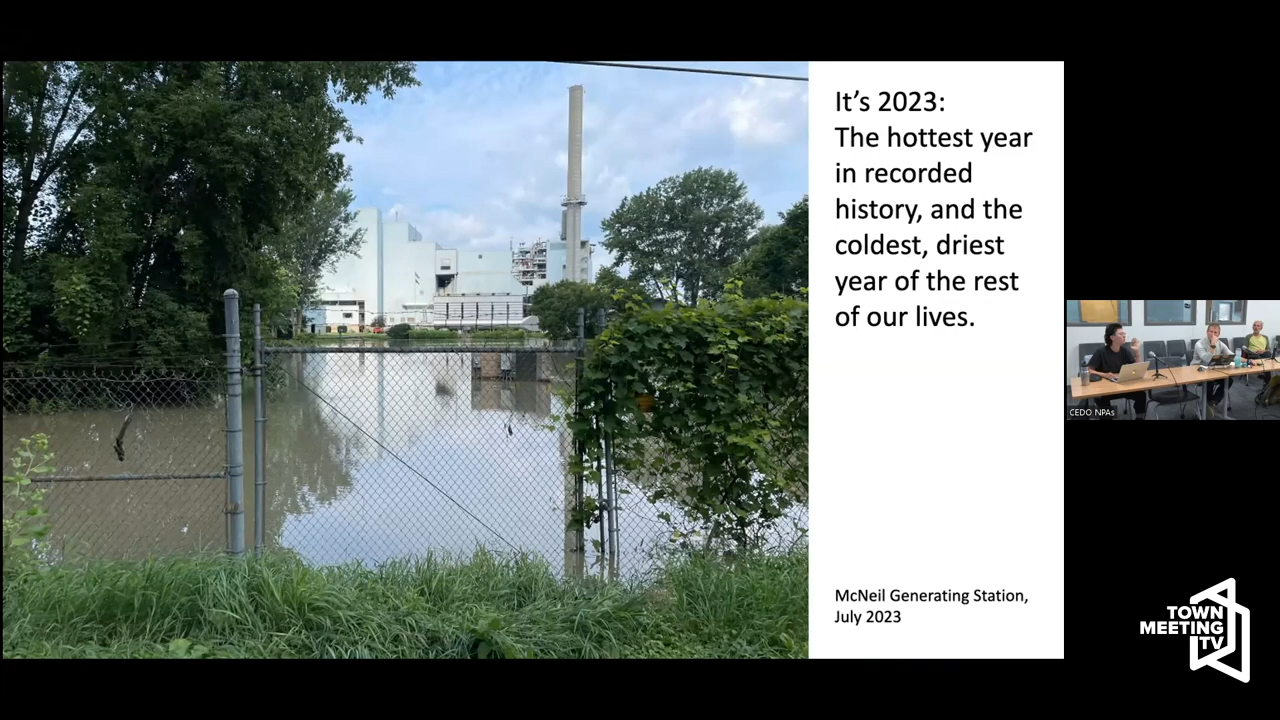 It’s 2023:
The hottest year
in recorded
history, and the
coldest, driest
year of the rest
of our lives.
McNeil Generating Station,
July 2023
CEDO NPAs
TOWN
MEETING
TV